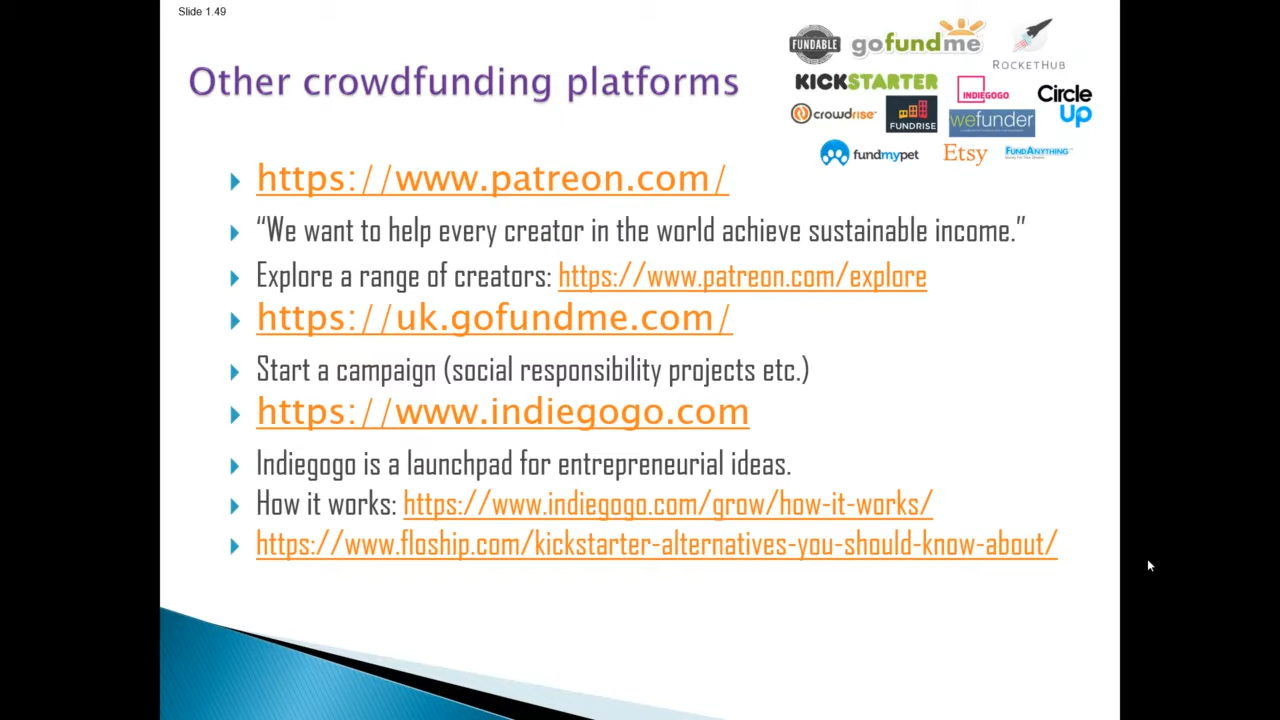 Slide 1.49
Other crowdfunding platforms
FUNDABLE
gofundme
ROCKETHUB
KICKSTARTER
INDIEGOGO
Circle
Up
crowdrise
FUNDRISE
wefunder
fundmypet
Etsy
FUNDANYTHING
https://www.patreon.com/
“We want to help every creator in the world achieve sustainable income.”
Explore a range of creators: https://www.patreon.com/explore
https://uk.gofundme.com/
Start a campaign (social responsibility projects etc.)
https://www.indiegogo.com
Indiegogo is a launchpad for entrepreneurial ideas.
How it works: https://www.indiegogo.com/grow/how-it-works/
https://www.floship.com/kickstarter-alternatives-you-should-know-about/